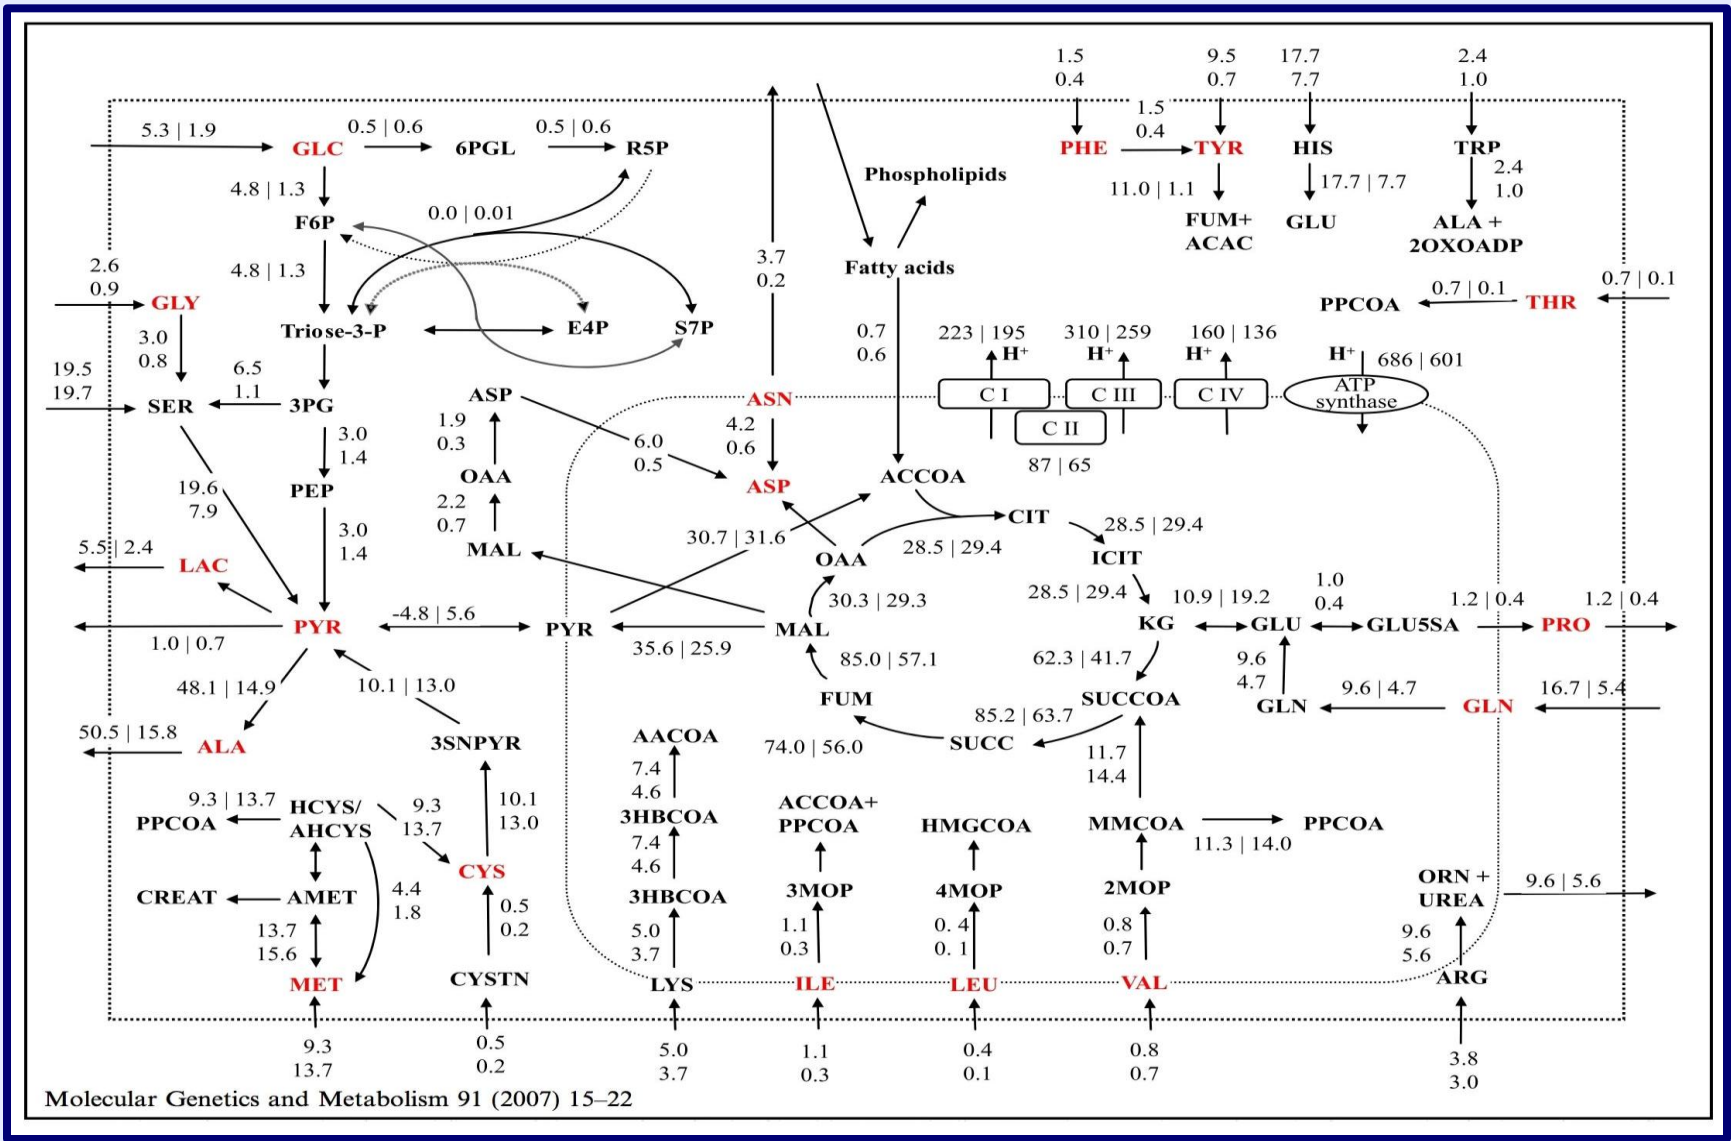 1.5
0.4
9.5
0.7
17.7
7.7
2.4
1.0
5.3 | 1.9
GLC
0.5 | 0.6
6PGL
0.5 | 0.6
R5P
PHE
1.5
0.4
TYR
HIS
TRP
4.8 | 1.3
F6P
0.0 | 0.01
Phospholipids
11.0 | 1.1
FUM+
ACAC
17.7 | 7.7
GLU
2.4
1.0
ALA +
2OXOADP
2.6
0.9
GLY
4.8 | 1.3
3.7
0.2
Fatty acids
PPCOA
0.7 | 0.1
THR
0.7 | 0.1
3.0
0.8
Triose-3-P
E4P
S7P
0.7
0.6
223 | 195
H+
310 | 259
H+
160 | 136
H+
H+
686 | 601
19.5
19.7
SER
6.5
1.1
3PG
ASP
ASN
C I
C III
C IV
ATP
synthase
C II
87 | 65
3.0
1.4
1.9
0.3
6.0
0.5
4.2
0.6
19.6
7.9
PEP
OAA
ASP
ACCOA
3.0
1.4
2.2
0.7
CIT
28.5 | 29.4
5.5 | 2.4
LAC
MAL
30.7 | 31.6
OAA
28.5 | 29.4
ICIT
28.5 | 29.4
1.0 | 0.7
PYR
-4.8 | 5.6
PYR
35.6 | 25.9
MAL
30.3 | 29.3
KG
10.9 | 19.2
GLU
1.0
0.4
GLU5SA
1.2 | 0.4
PRO
1.2 | 0.4
48.1 | 14.9
10.1 | 13.0
85.0 | 57.1
62.3 | 41.7
9.6
4.7
GLN
9.6 | 4.7
GLN
16.7 | 5.4
50.5 | 15.8
ALA
3SNPYR
AACOA
FUM
74.0 | 56.0
85.2 | 63.7
SUCC
SUCCOA
11.7
14.4
9.3 | 13.7
PPCOA
HCYS/
AHCYS
9.3
13.7
10.1
13.0
7.4
4.6
3HBCOA
ACCOA+
PPCOA
HMGCOA
MMCOA
11.3 | 14.0
PPCOA
CYS
7.4
4.6
CREAT
AMET
4.4
1.8
0.5
0.2
3HBCOA
3MOP
4MOP
2MOP
ORN +
UREA
9.6 | 5.6
13.7
15.6
5.0
3.7
1.1
0.3
0. 4
0. 1
0.8
0.7
9.6
5.6
MET
CYSTN
LYS
ILE
LEU
VAL
ARG
9.3
13.7
0.5
0.2
5.0
3.7
1.1
0.3
0.4
0.1
0.8
0.7
3.8
3.0
Molecular Genetics and Metabolism 91 (2007) 15–22